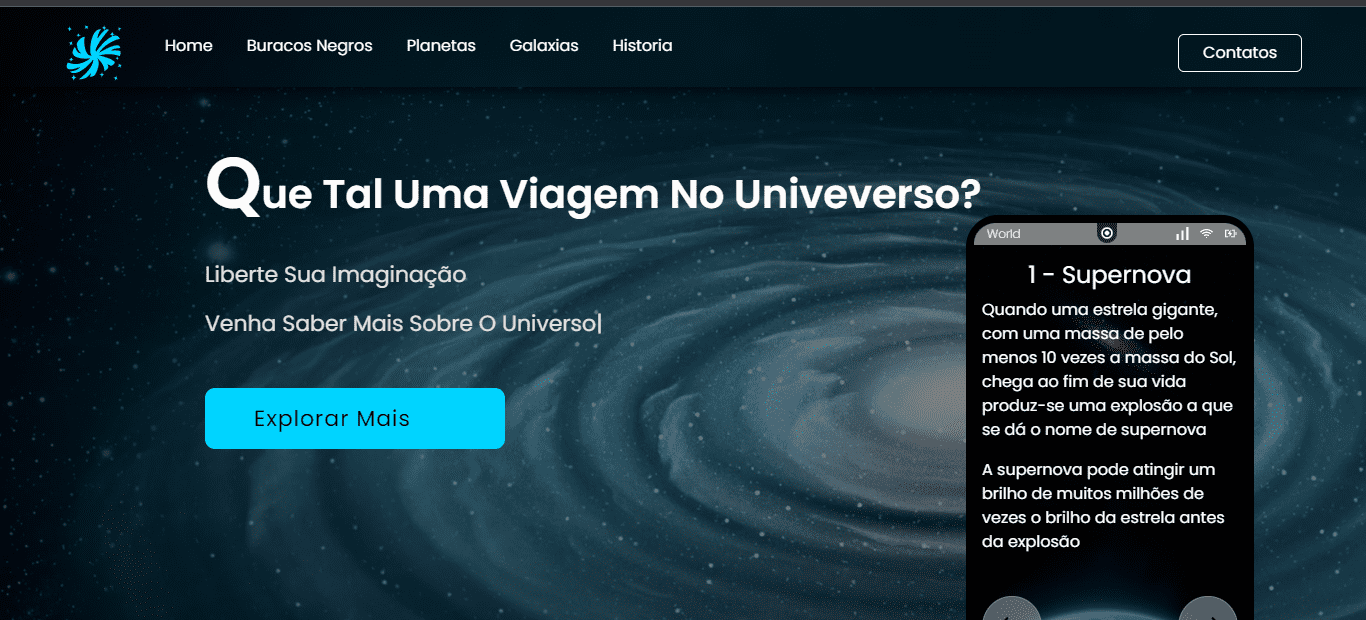 Home Buracos Negros Planetas Galaxias Historia Contatos
Que Tal Uma Viagem No Univeverso?
Liberte Sua Imaginação
Venha Saber Mais Sobre O Universo|
Explorar Mais
World
1 - Supernova
Quando uma estrela gigante,
com uma massa de pelo
menos 10 vezes a massa do Sol,
chega ao fim de sua vida
produz-se uma explosão a que
se dá o nome de supernova
A supernova pode atingir um
brilho de muitos milhões de
vezes o brilho da estrela antes
da explosão